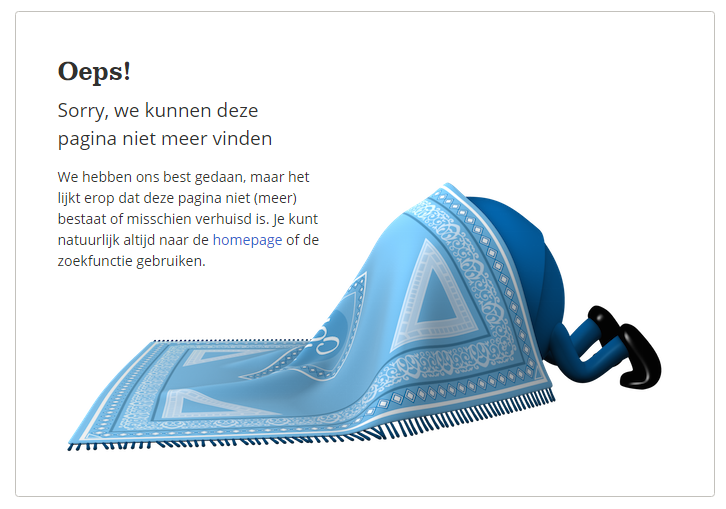 Oeps!
Sorry, we kunnen deze
pagina niet meer vinden
We hebben ons best gedaan, maar het
lijkt erop dat deze pagina niet (meer)
bestaat of misschien verhuisd is. Je kunt
natuurlijk altijd naar de homepage of de
zoekfunctie gebruiken.